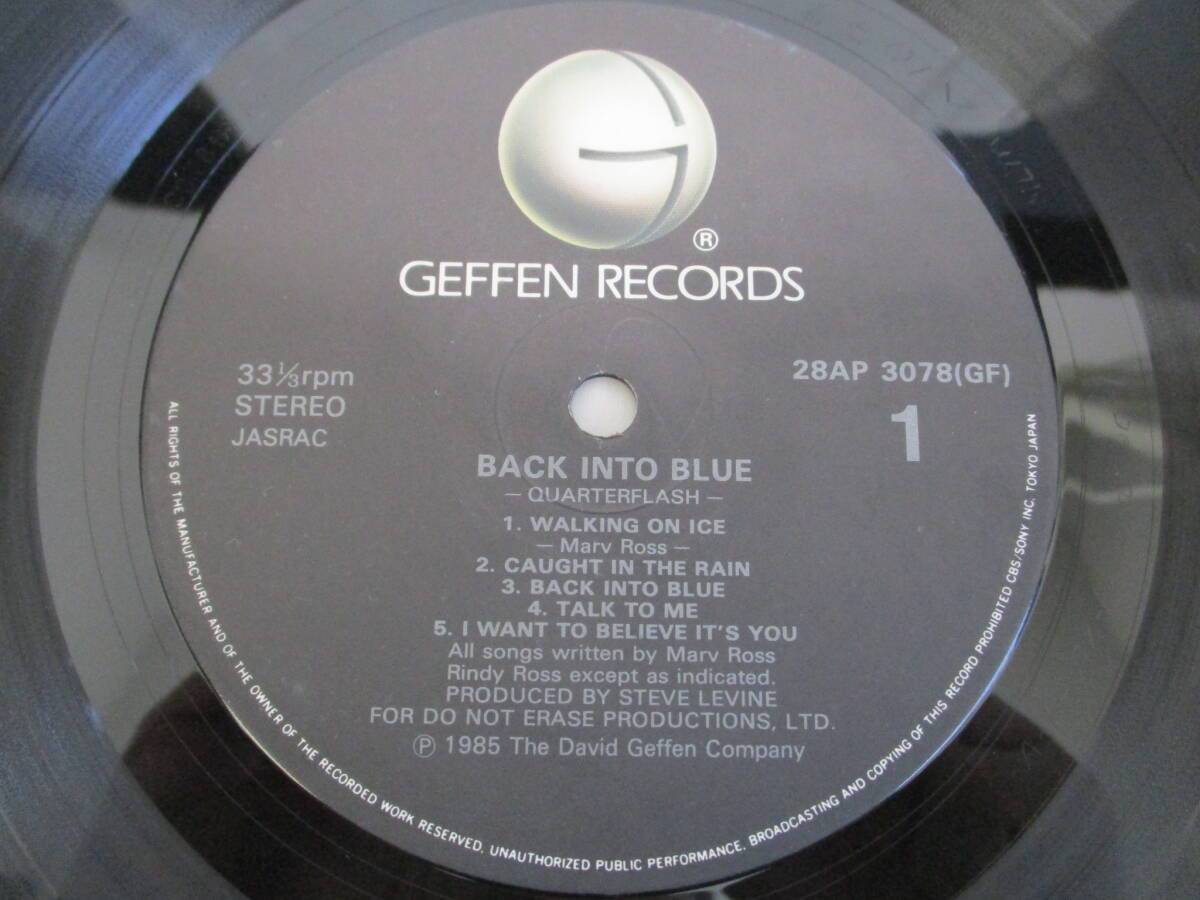 ®
GEFFEN RECORDS
33⅓rpm
STEREO
JASRAC
28AP 3078(GF)
1
BACK INTO BLUE
— QUARTERFLASH —
1. WALKING ON ICE
— Marv Ross —
2. CAUGHT IN THE RAIN
3. BACK INTO BLUE
4. TALK TO ME
5. I WANT TO BELIEVE IT'S YOU
All songs written by Marv Ross
Rindy Ross except as indicated.
PRODUCED BY STEVE LEVINE
FOR DO NOT ERASE PRODUCTIONS, LTD.
℗ 1985 The David Geffen Company
ALL RIGHTS OF THE MANUFACTURER AND OF THE OWNER OF THE RECORDED WORK RESERVED. UNAUTHORIZED PUBLIC PERFORMANCE, BROADCASTING AND COPYING OF THIS RECORD PROHIBITED CBS/SONY INC. TOKYO JAPAN